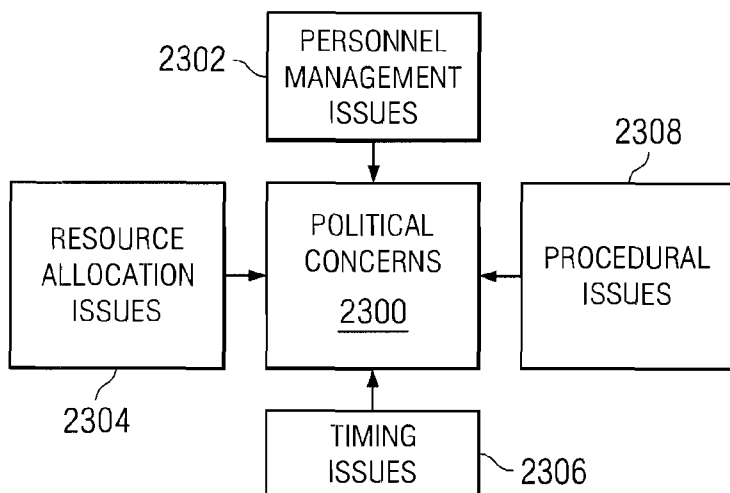 2302
PERSONNEL
MANAGEMENT
ISSUES
2308
RESOURCE
ALLOCATION
ISSUES
POLITICAL
CONCERNS
2300
PROCEDURAL
ISSUES
2304
TIMING
ISSUES
2306